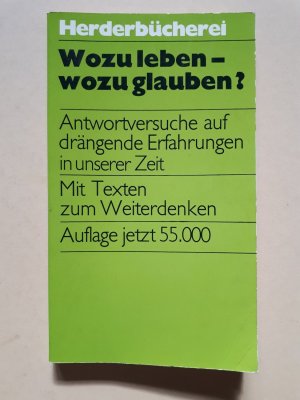 Herderbücherei
Wozu leben –
wozu glauben?
Antwortversuche auf
drängende Erfahrungen
in unserer Zeit
Mit Texten
zum Weiterdenken
Auflage jetzt 55.000